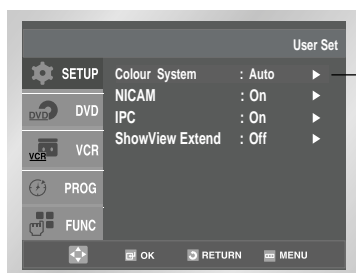 User Set
SETUP
DVD
DVD
VCR
VCR
PROG
FUNC
Colour System : Auto
NICAM : On
IPC : On
ShowView Extend : Off
OK RETURN MENU